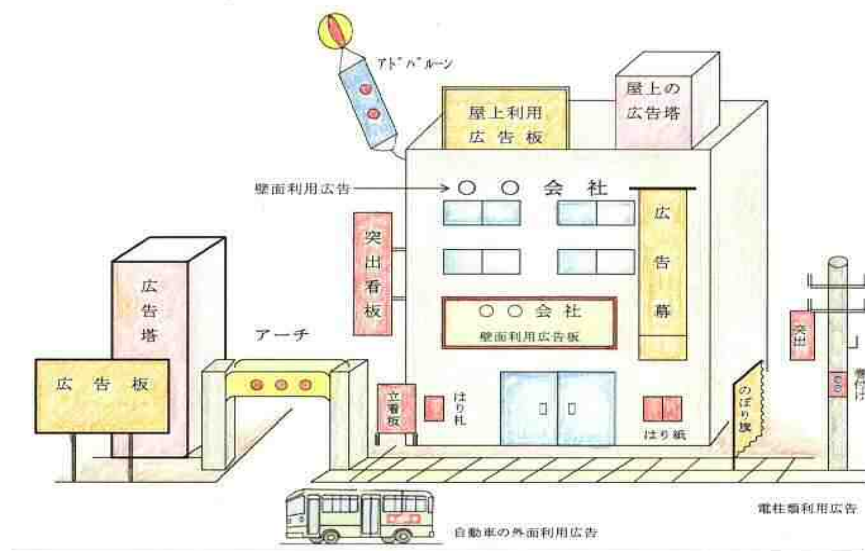 アドバルーン
屋上利用
広告板
屋上の
広告塔
壁面利用広告
○○会社
広告幕
突出看板
○○会社
壁面利用広告板
広告塔
アーチ
広告板
立看板
はり札
はり紙
のぼり旗
突出
巻付け
電柱類利用広告
自動車の外面利用広告